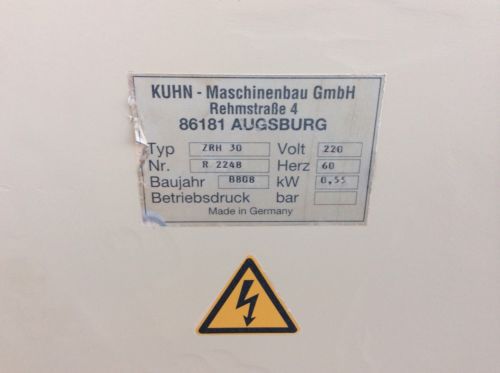 KUHN - Maschinenbau GmbH
Rehmstraße 4
86181 AUGSBURG
Typ ZRH 30 Volt 220
Nr. R 2248 Herz 60
Baujahr 0808 kW 0,55
Betriebsdruck bar
Made in Germany